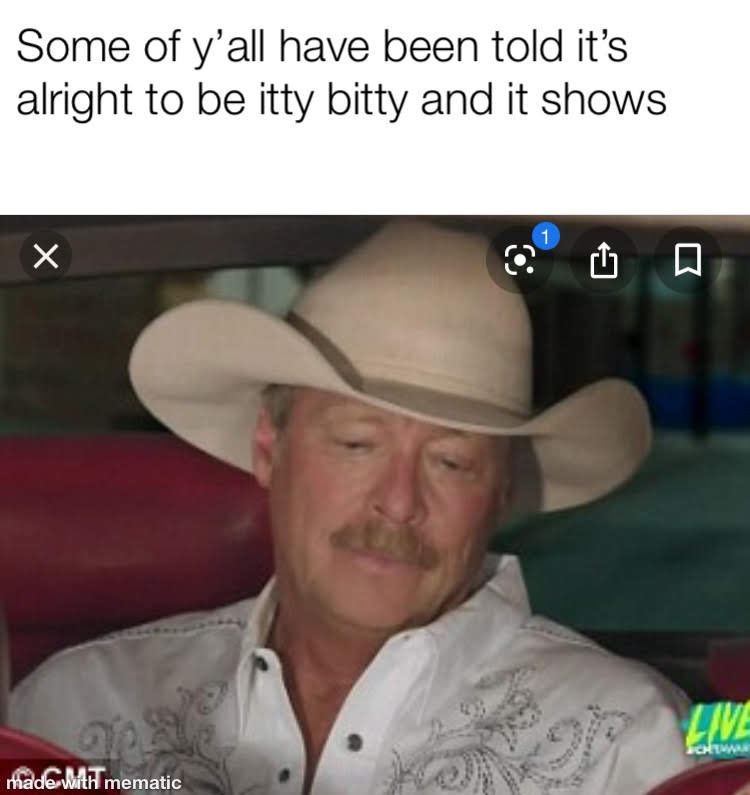 Some of y’all have been told it’s
alright to be itty bitty and it shows
1
LIVE
#CMTAWARDS
©CMT
made with mematic